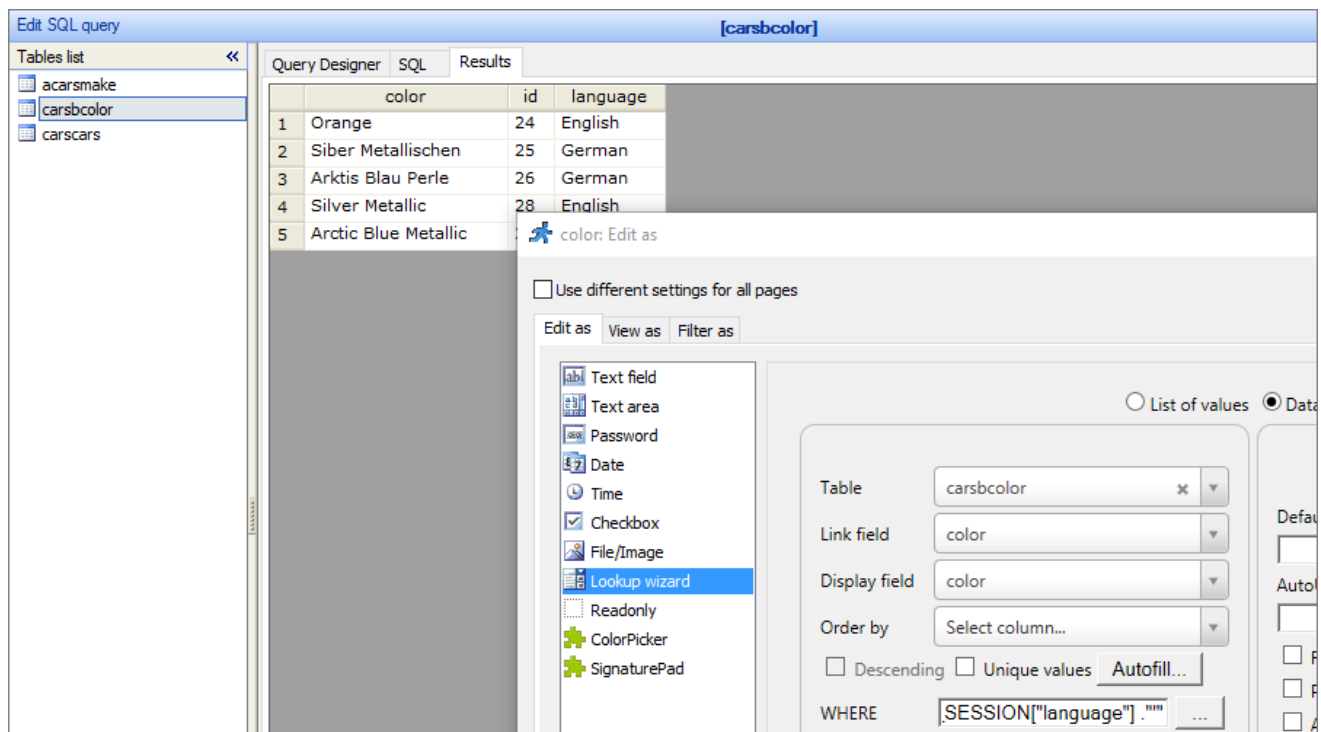 Edit SQL query
[carsbcolor]
Tables list
«
acarsmake
carsbcolor
carscars
Query Designer SQL Results
color id language
1 Orange 24 English
2 Siber Metallischen 25 German
3 Arktis Blau Perle 26 German
4 Silver Metallic 28 English
5 Arctic Blue Metallic
color: Edit as
Use different settings for all pages
Edit as View as Filter as
Text field
Text area
Password
Date
Time
Checkbox
File/Image
Lookup wizard
Readonly
ColorPicker
SignaturePad
List of values Data
Table carsbcolor
Link field color
Display field color
Order by Select column...
Descending Unique values Autofill...
WHERE SESSION["language"] ."'" ...
Defau